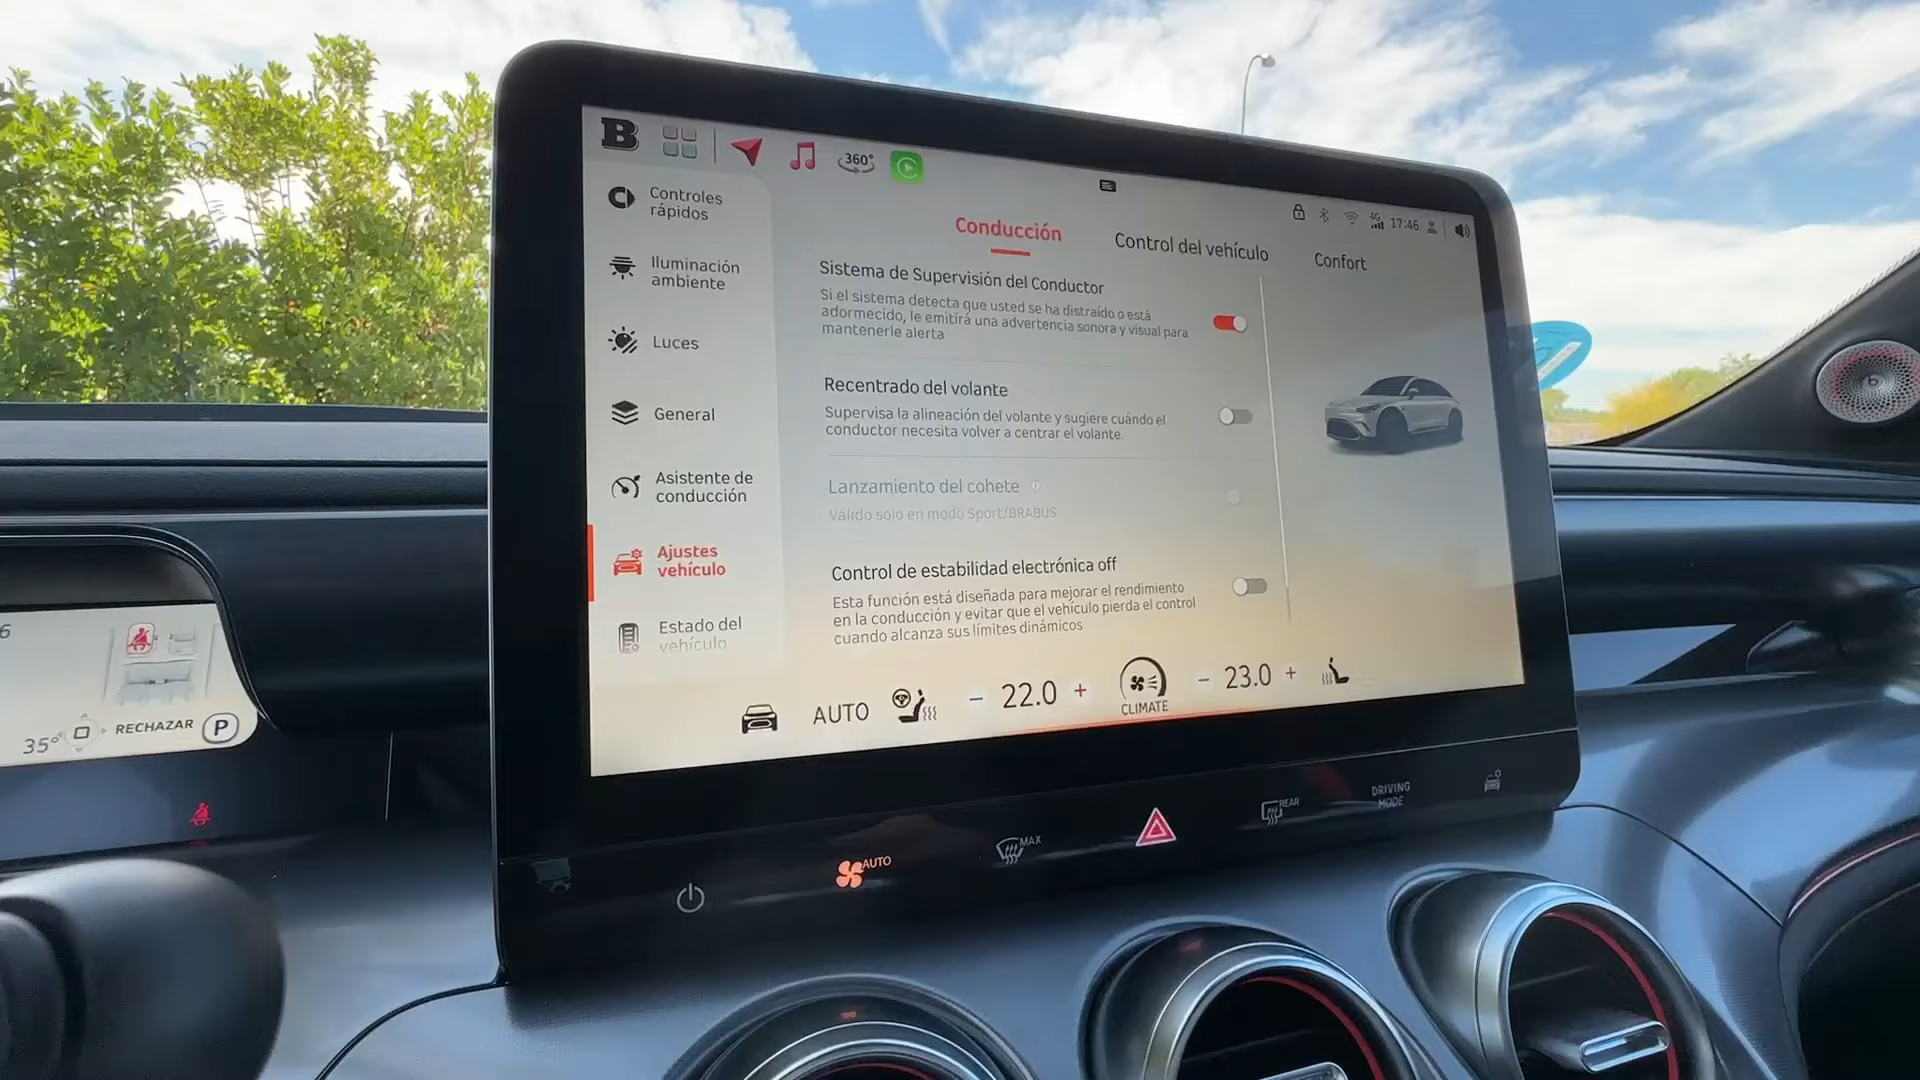 B
360°
4G
17:46
Controles
rápidos
Iluminación
ambiente
Luces
General
Asistente de
conducción
Ajustes
vehículo
Estado del
vehículo
Conducción
Control del vehículo
Confort
Sistema de Supervisión del Conductor
Si el sistema detecta que usted se ha distraído o está
adormecido, le emitirá una advertencia sonora y visual para
mantenerle alerta
Recentrado del volante
Supervisa la alineación del volante y sugiere cuándo el
conductor necesita volver a centrar el volante.
Lanzamiento del cohete
Válido solo en modo Sport/BRABUS
Control de estabilidad electrónica off
Esta función está diseñada para mejorar el rendimiento
en la conducción y evitar que el vehículo pierda el control
cuando alcanza sus límites dinámicos
AUTO
- 22.0 +
CLIMATE
- 23.0 +
6
35°
RECHAZAR
P
AUTO
MAX
REAR
DRIVING
MODE